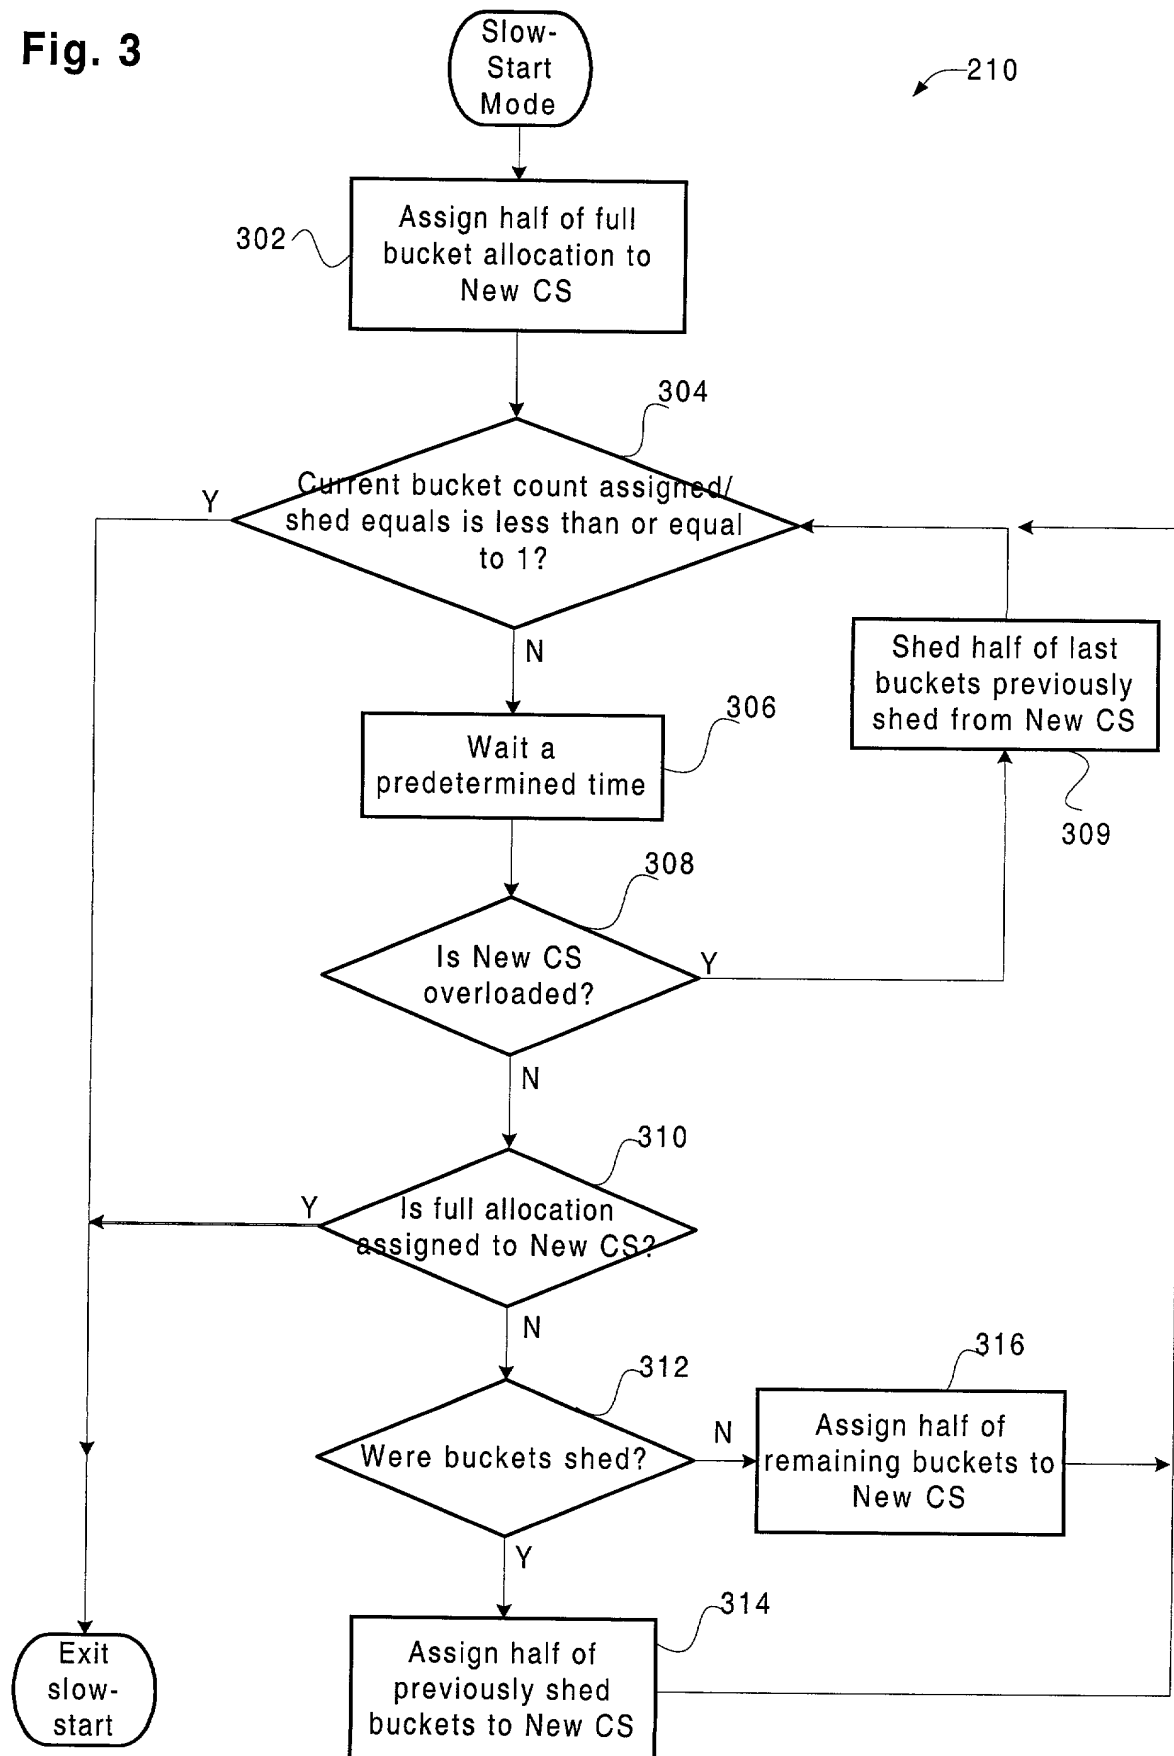 Fig. 3
Slow-
Start
Mode
210
302
Assign half of full
bucket allocation to
New CS
304
Current bucket count assigned/
shed equals is less than or equal
to 1?
Y
N
Shed half of last
buckets previously
shed from New CS
309
306
Wait a
predetermined time
308
Is New CS
overloaded?
Y
N
310
Is full allocation
assigned to New CS?
Y
N
312
Were buckets shed?
N
316
Assign half of
remaining buckets to
New CS
Y
314
Assign half of
previously shed
buckets to New CS
Exit
slow-
start